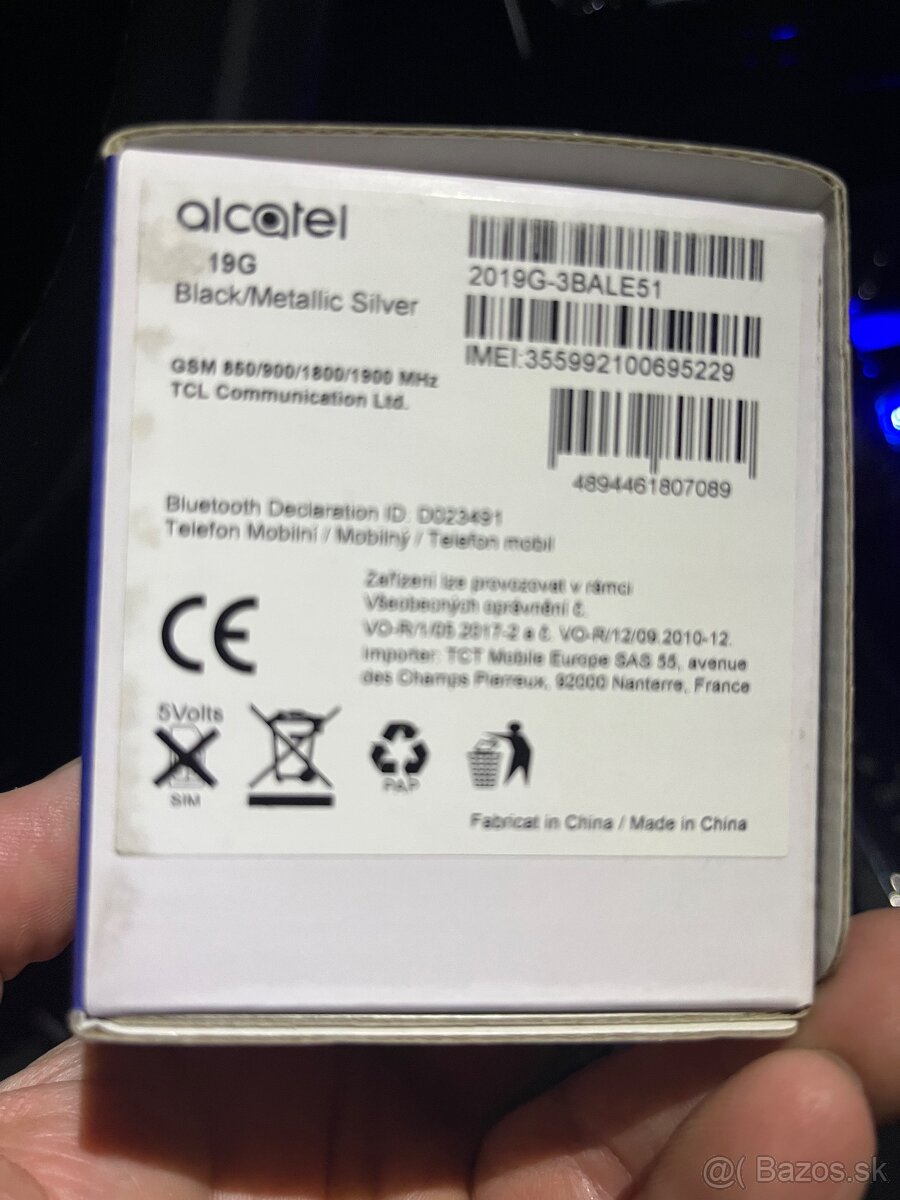 alcatel
19G
Black/Metallic Silver
GSM 850/900/1800/1900 MHz
TCL Communication Ltd.
2019G-3BALE51
IMEI:355992100695229
4894461807089
Bluetooth Declaration ID: D023491
Telefon Mobilní / Mobilný / Telefon mobil
Zařízení lze provozovat v rámci
Všeobecných oprávnění č.
VO-R/1/05.2017-2 a č. VO-R/12/09.2010-12.
Importer: TCT Mobile Europe SAS 55, avenue
des Champs Pierreux, 92000 Nanterre, France
CE
5Volts
SIM
PAP
Fabricat in China / Made in China
@( Bazos.sk